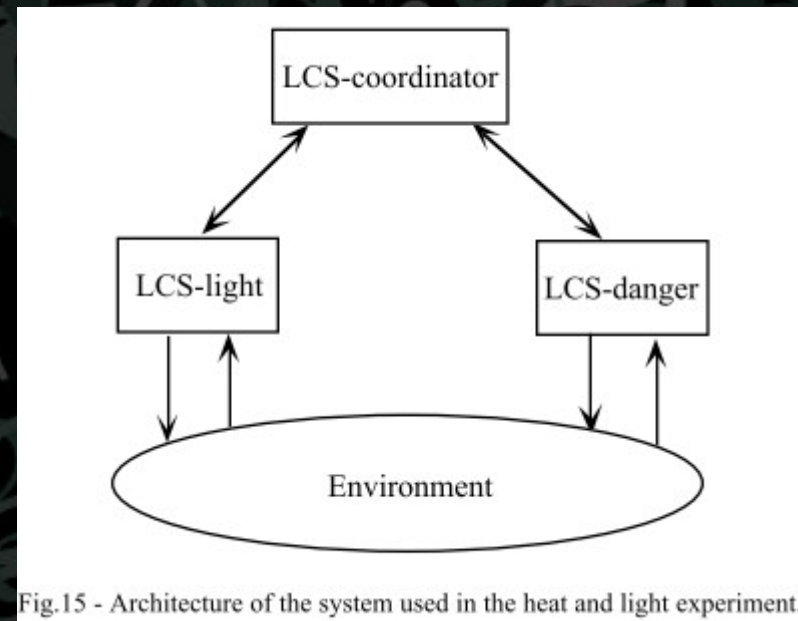 LCS-coordinator
LCS-light
LCS-danger
Environment
Fig.15 - Architecture of the system used in the heat and light experiment